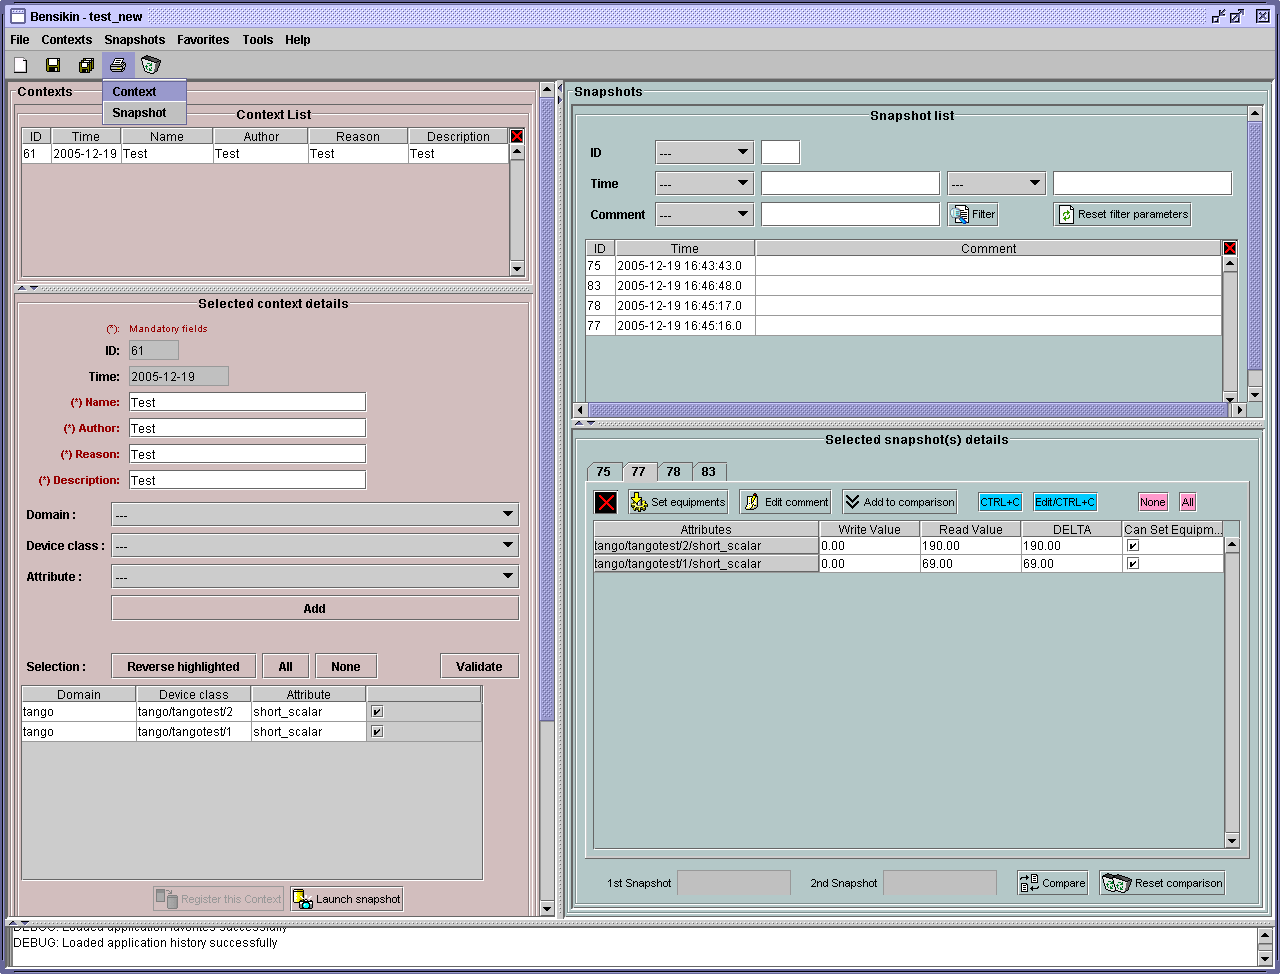 Bensikin - test_new
File Contexts Snapshots Favorites Tools Help
Context
Snapshot
Contexts
Context List
ID Time Name Author Reason Description
61 2005-12-19 Test Test Test Test
Selected context details
(*): Mandatory fields
ID: 61
Time: 2005-12-19
(*) Name: Test
(*) Author: Test
(*) Reason: Test
(*) Description: Test
Domain : ---
Device class : ---
Attribute : ---
Add
Selection : Reverse highlighted All None Validate
Domain Device class Attribute
tango tango/tangotest/2 short_scalar
tango tango/tangotest/1 short_scalar
Register this Context Launch snapshot
Snapshots
Snapshot list
ID ---
Time --- ---
Comment --- Filter Reset filter parameters
ID Time Comment
75 2005-12-19 16:43:43.0
83 2005-12-19 16:46:48.0
78 2005-12-19 16:45:17.0
77 2005-12-19 16:45:16.0
Selected snapshot(s) details
75 77 78 83
Set equipments Edit comment Add to comparison CTRL+C Edit/CTRL+C None All
Attributes Write Value Read Value DELTA Can Set Equipm...
tango/tangotest/2/short_scalar 0.00 190.00 190.00
tango/tangotest/1/short_scalar 0.00 69.00 69.00
1st Snapshot 2nd Snapshot Compare Reset comparison
DEBUG: Loaded application favorites successfully
DEBUG: Loaded application history successfully